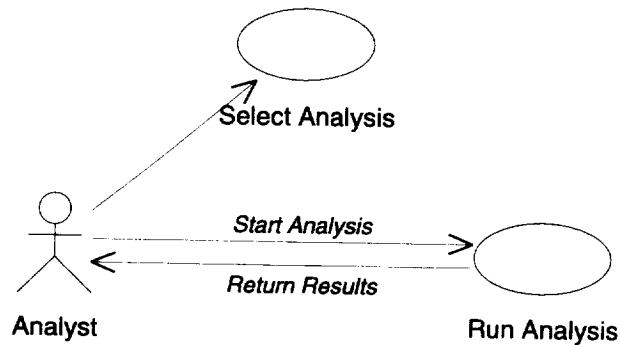 Select Analysis
Start Analysis
Return Results
Analyst
Run Analysis